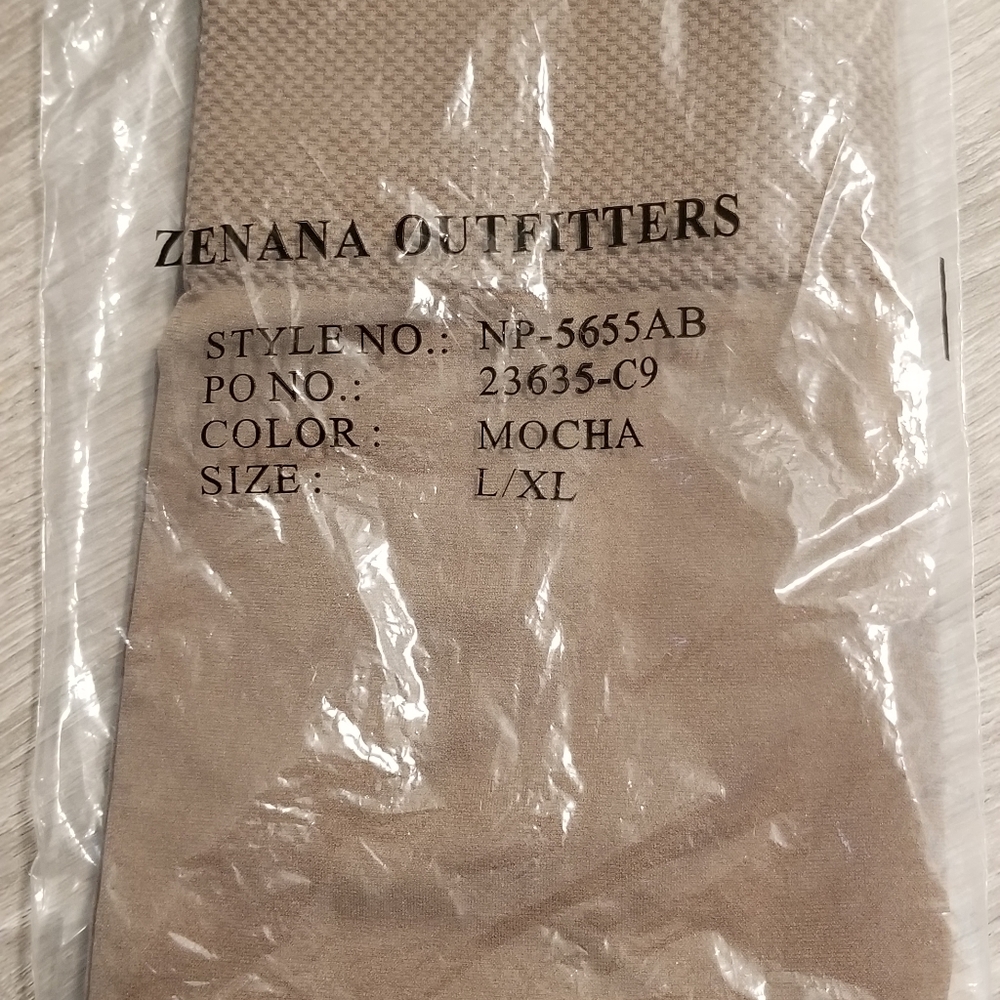 ZENANA OUTFITTERS
STYLE NO.: NP-5655AB
PO NO.: 23635-C9
COLOR : MOCHA
SIZE : L/XL